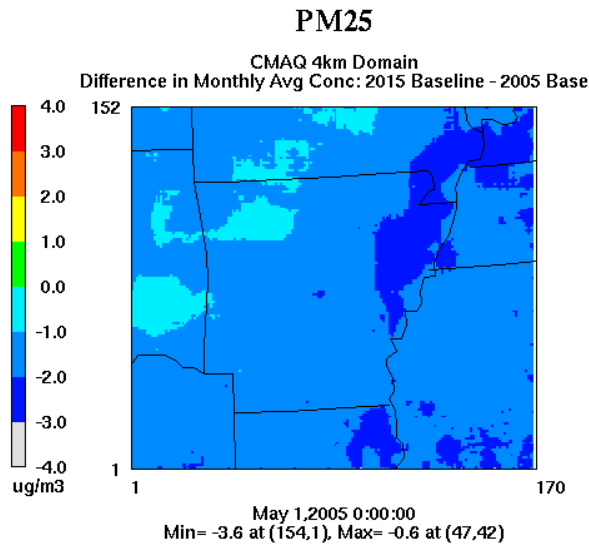 PM25
CMAQ 4km Domain
Difference in Monthly Avg Conc: 2015 Baseline - 2005 Base
4.0
3.0
2.0
1.0
0.0
-1.0
-2.0
-3.0
-4.0
ug/m3
152
1
1
170
May 1,2005 0:00:00
Min= -3.6 at (154,1), Max= -0.6 at (47,42)